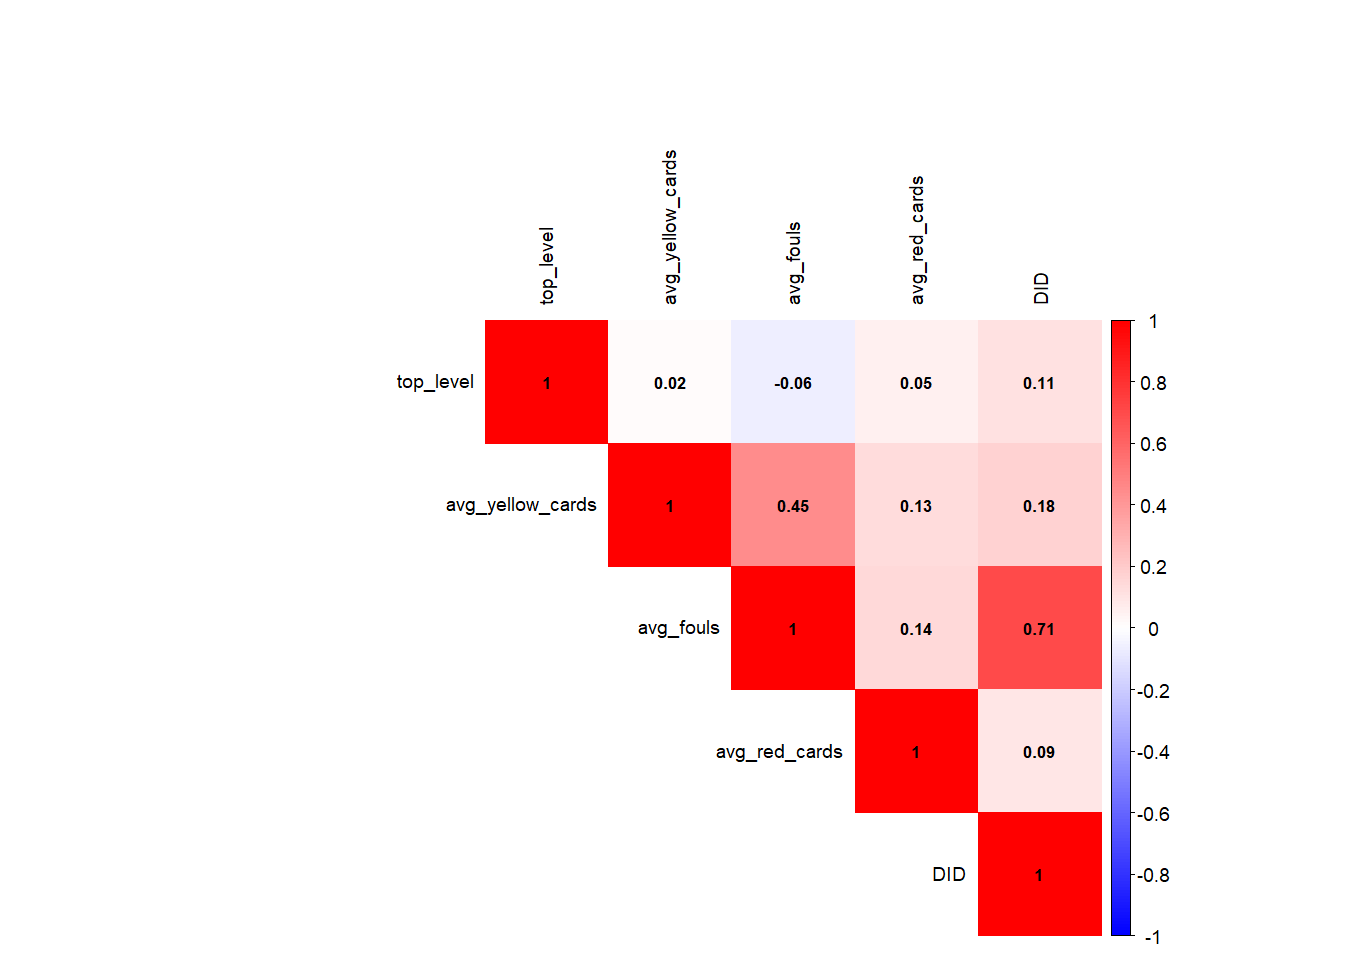 top_level
avg_yellow_cards
avg_fouls
avg_red_cards
DID
top_level 1 0.02 -0.06 0.05 0.11
avg_yellow_cards 1 0.45 0.13 0.18
avg_fouls 1 0.14 0.71
avg_red_cards 1 0.09
DID 1
1
0.8
0.6
0.4
0.2
0
-0.2
-0.4
-0.6
-0.8
-1